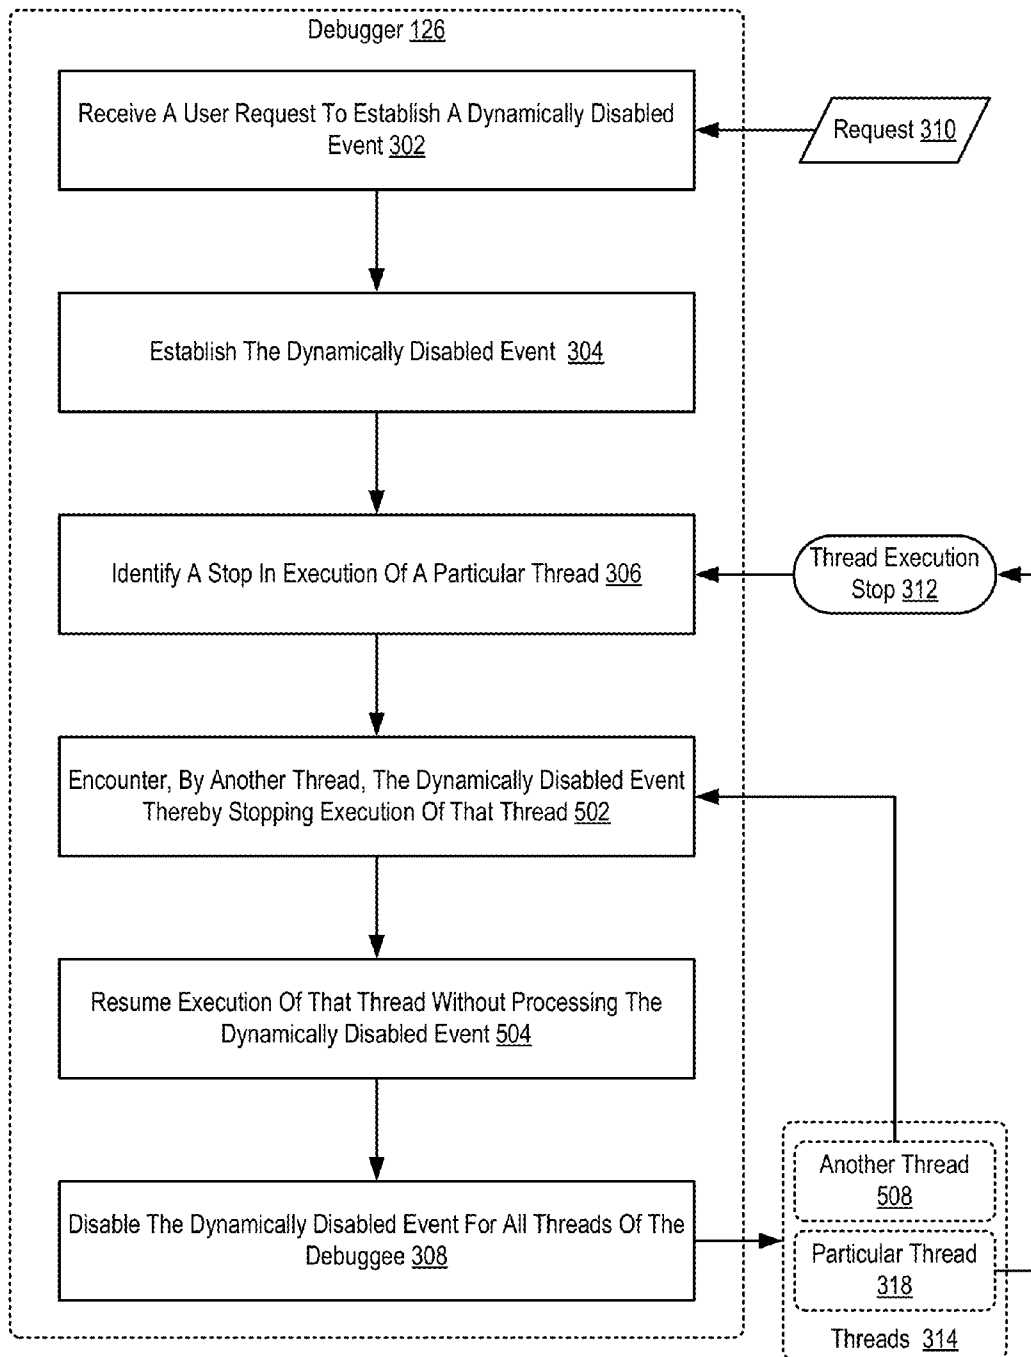 Debugger 126
Receive A User Request To Establish A Dynamically Disabled
Event 302
Request 310
Establish The Dynamically Disabled Event 304
Identify A Stop In Execution Of A Particular Thread 306
Thread Execution
Stop 312
Encounter, By Another Thread, The Dynamically Disabled Event
Thereby Stopping Execution Of That Thread 502
Resume Execution Of That Thread Without Processing The
Dynamically Disabled Event 504
Disable The Dynamically Disabled Event For All Threads Of The
Debuggee 308
Another Thread
508
Particular Thread
318
Threads 314